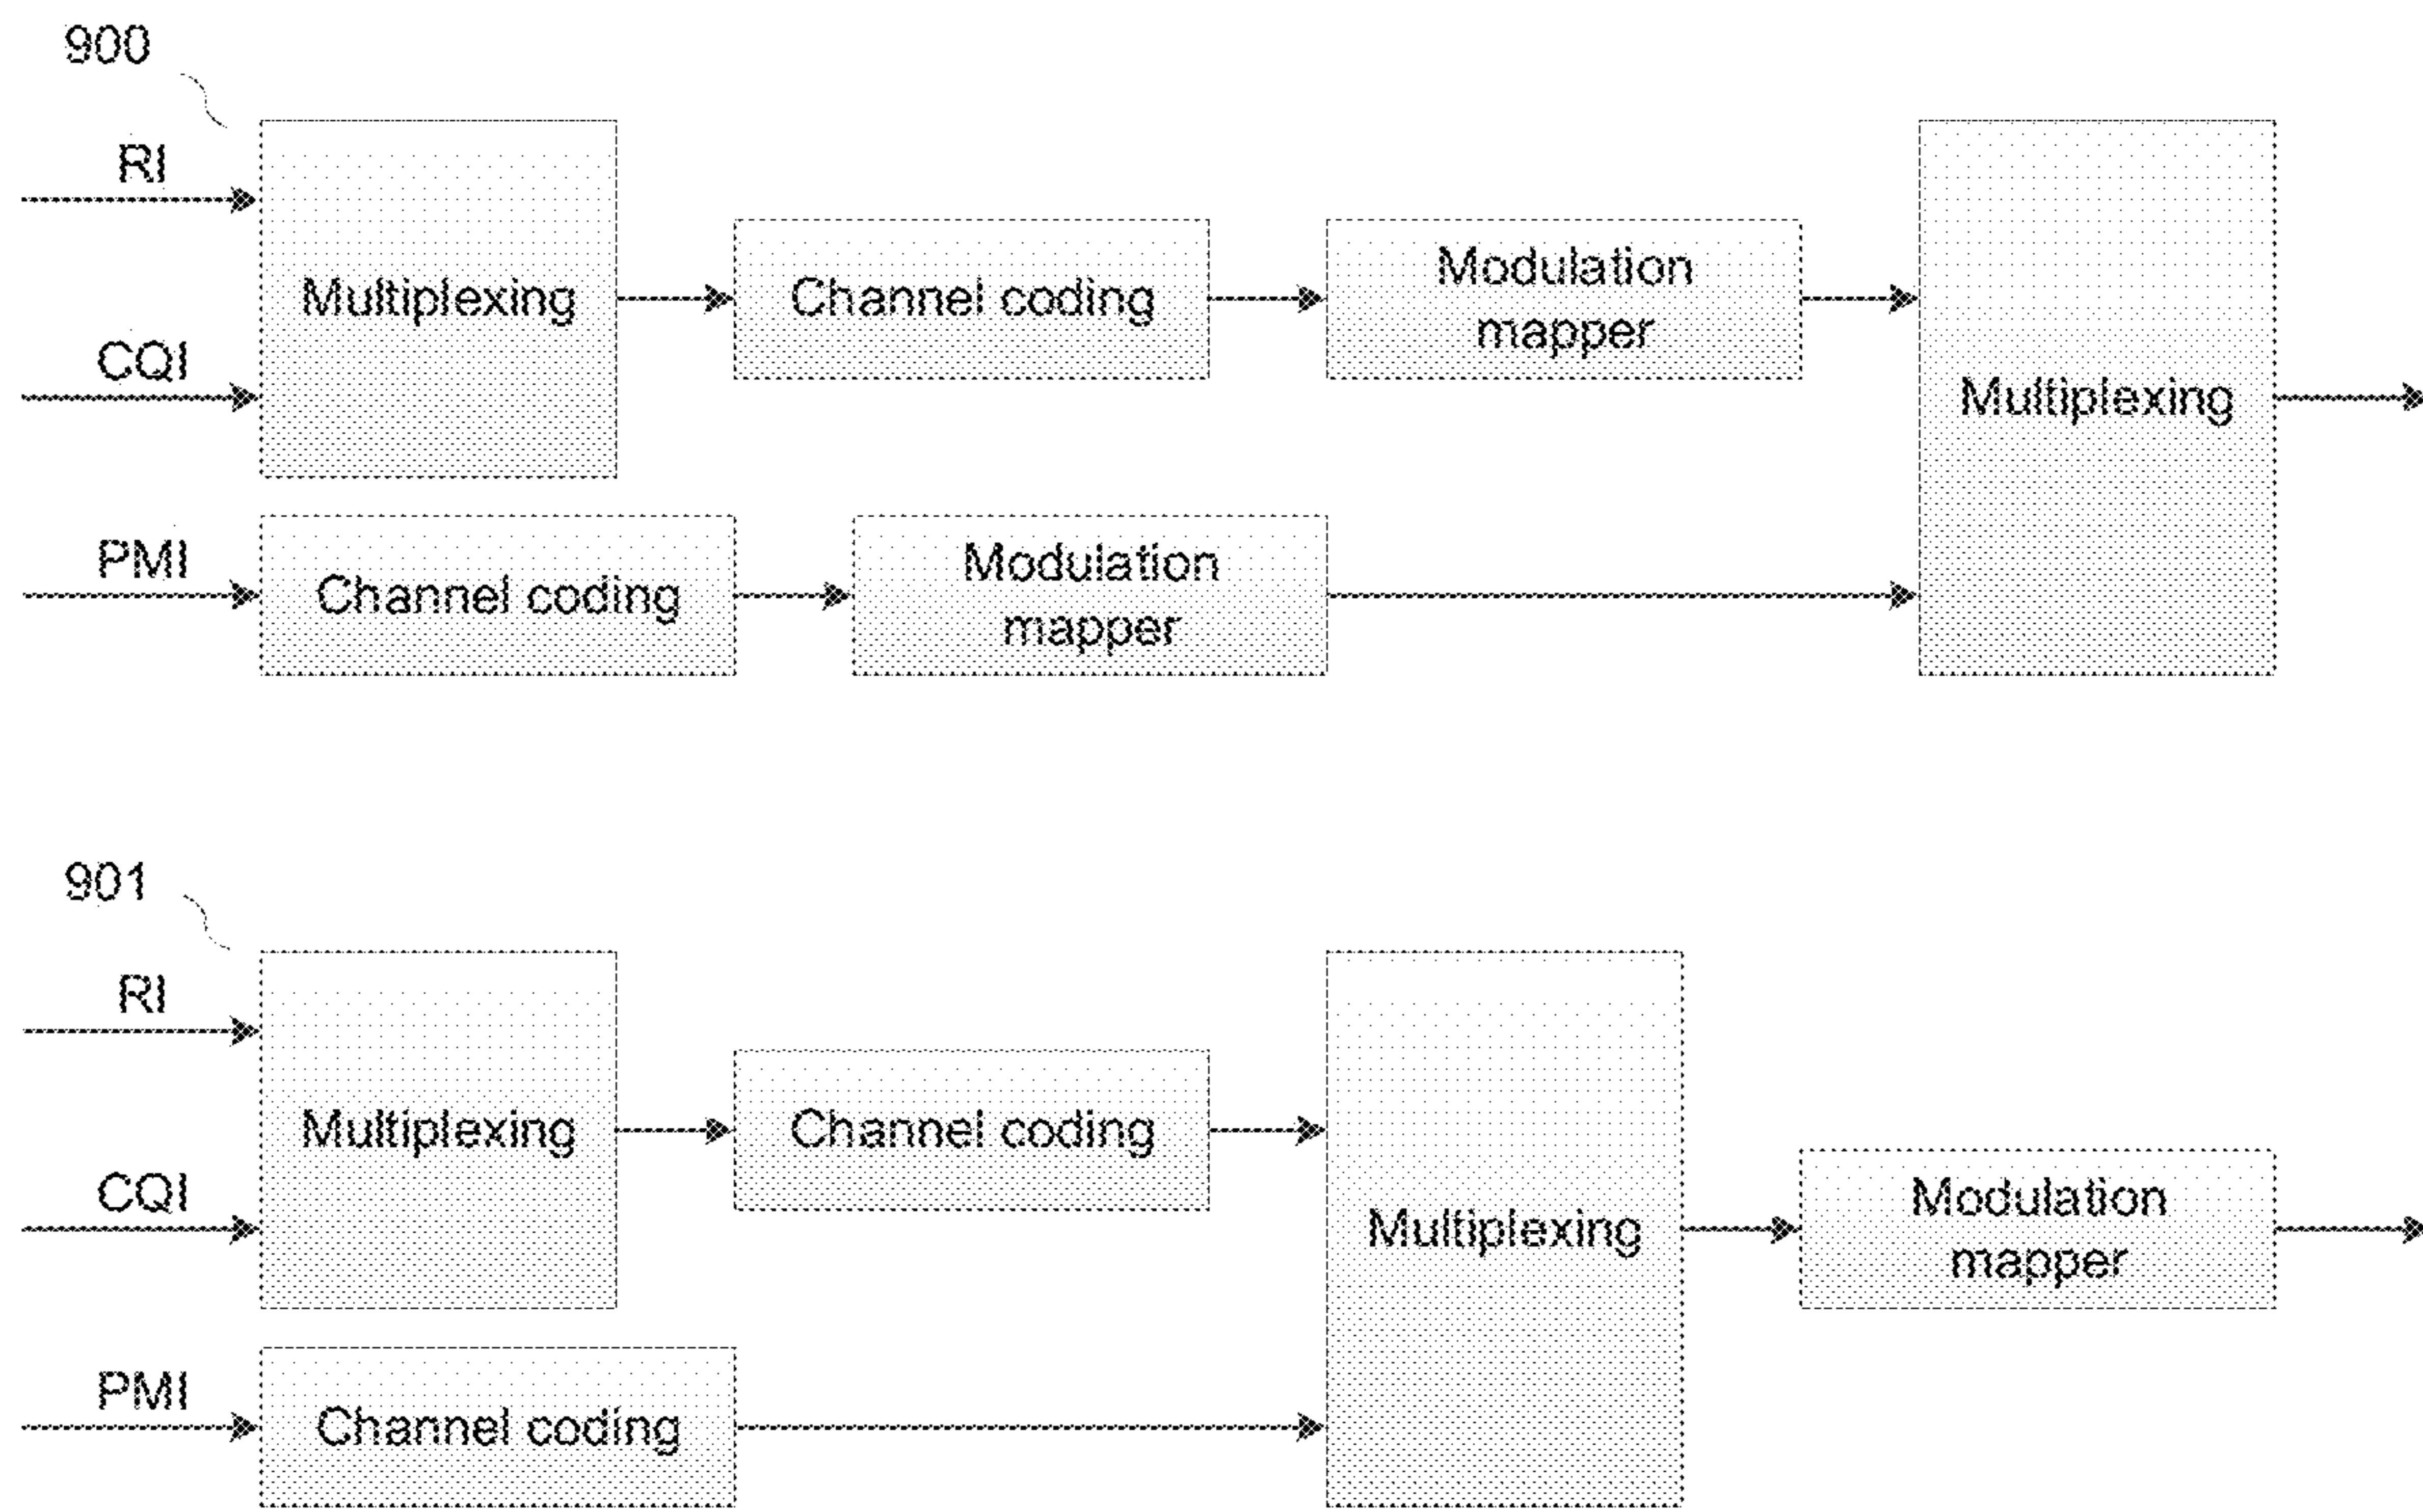 900
RI
Multiplexing
Channel coding
Modulation
mapper
Multiplexing
CQI
PMI
Channel coding
Modulation
mapper
901
RI
Multiplexing
Channel coding
Multiplexing
Modulation
mapper
CQI
PMI
Channel coding